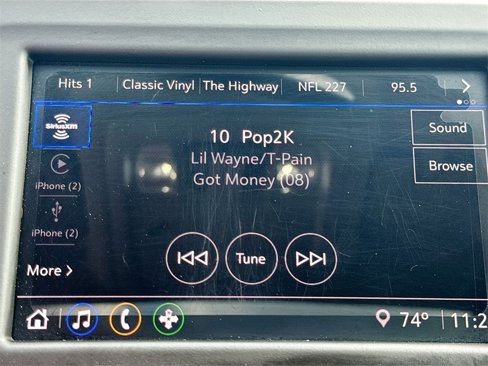 Hits 1 Classic Vinyl The Highway NFL 227 95.5
SiriusXM
10 Pop2K
Lil Wayne/T-Pain
Got Money (08)
Sound
Browse
iPhone (2)
iPhone (2)
Tune
More
74° 11:2